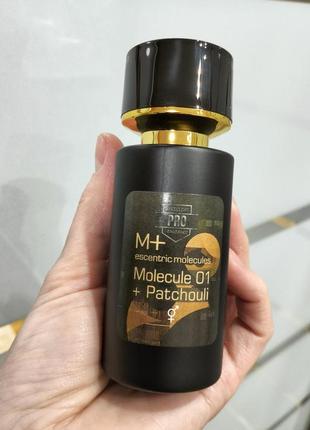 PRO
M+
escentric molecules
Molecule 01
+ Patchouli